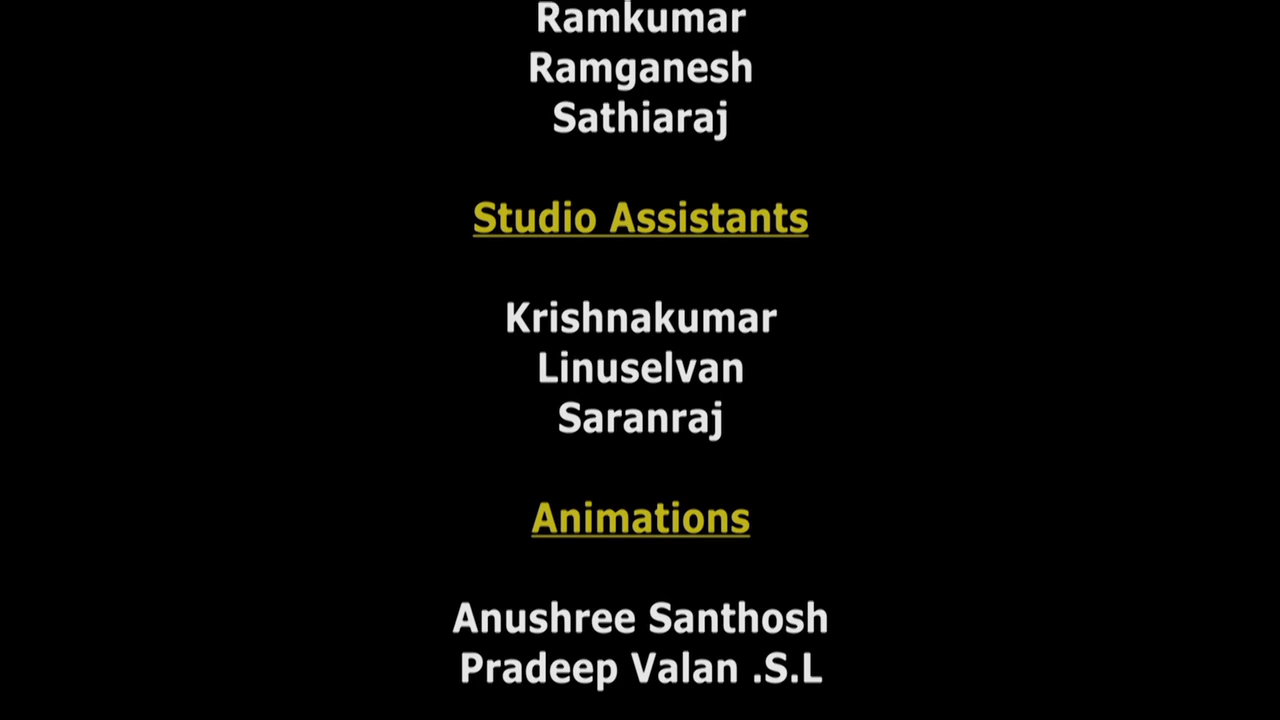 Ramkumar
Ramganesh
Sathiaraj
Studio Assistants
Krishnakumar
Linuselvan
Saranraj
Animations
Anushree Santhosh
Pradeep Valan .S.L